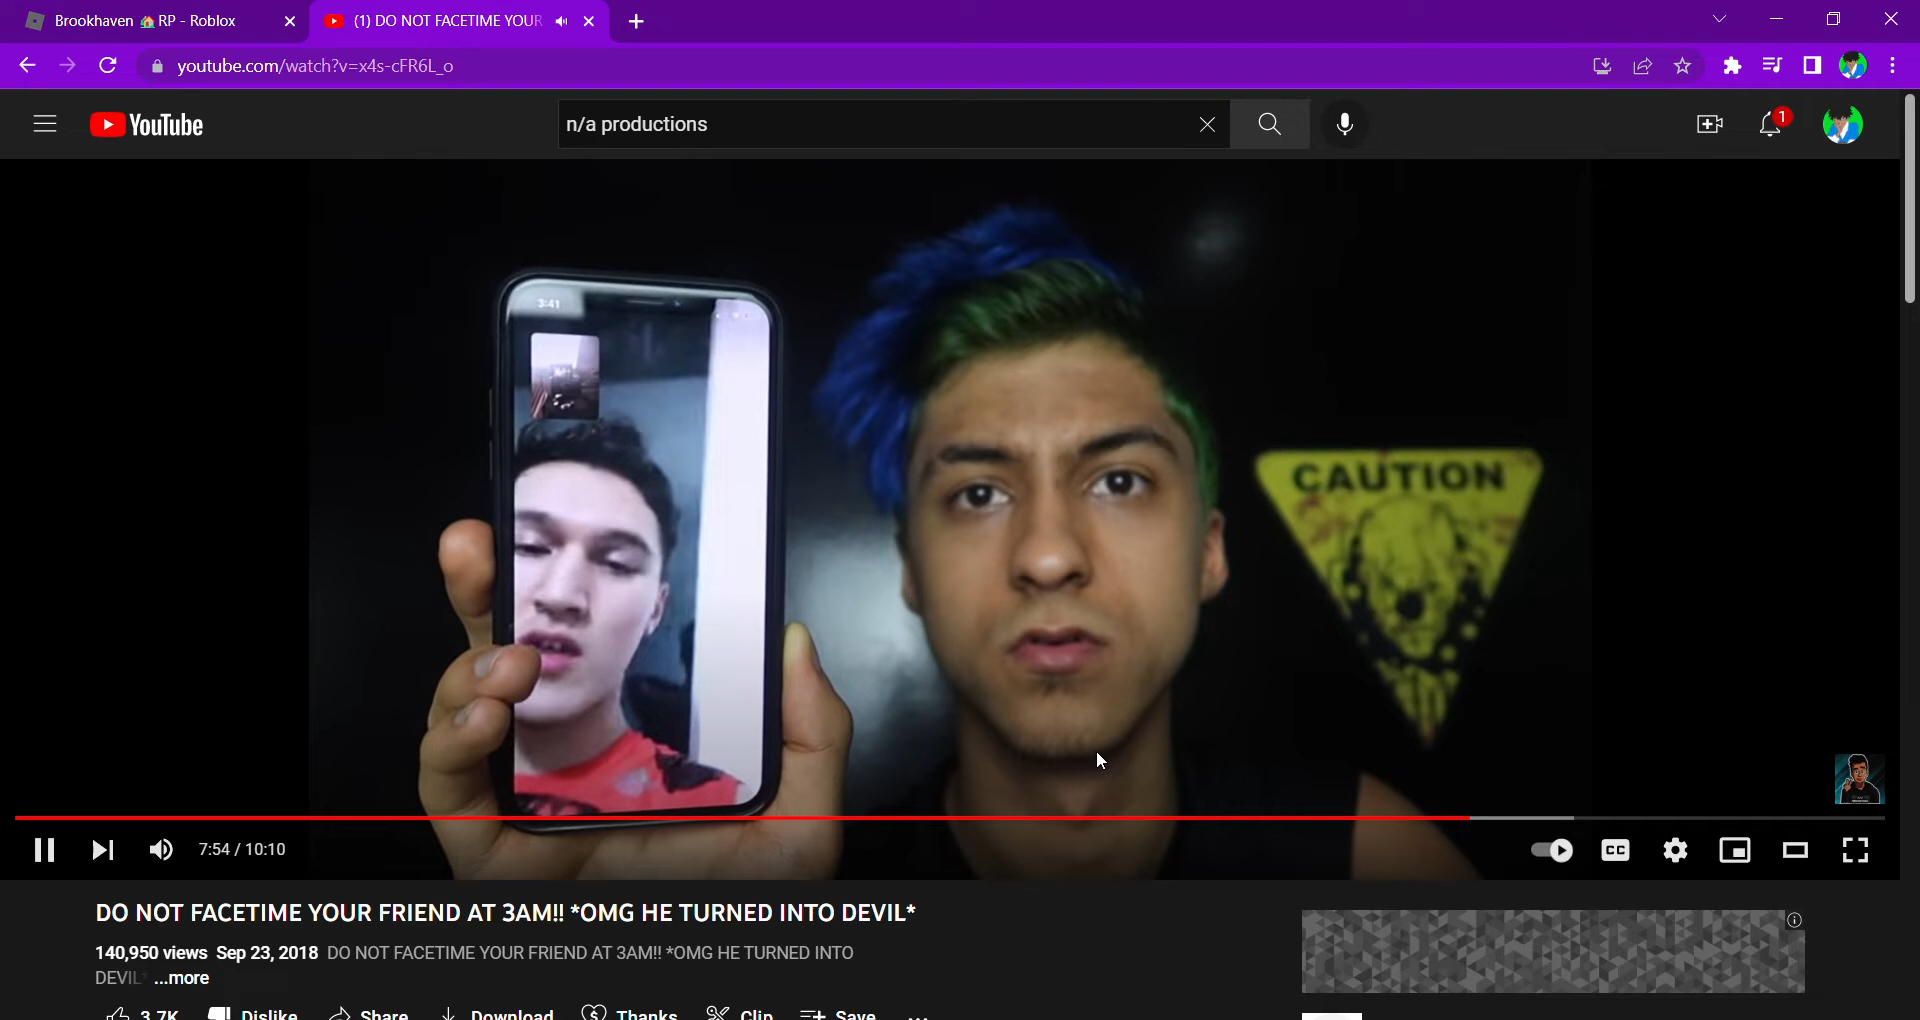 Brookhaven 🏠RP - Roblox
(1) DO NOT FACETIME YOUR
youtube.com/watch?v=x4s-cFR6L_o
YouTube
n/a productions
1
3:41
CAUTION
7:54 / 10:10
CC
DO NOT FACETIME YOUR FRIEND AT 3AM!! *OMG HE TURNED INTO DEVIL*
140,950 views Sep 23, 2018 DO NOT FACETIME YOUR FRIEND AT 3AM!! *OMG HE TURNED INTO
DEVIL* ...more
3.7K Dislike Share Download Thanks Clip Save ...